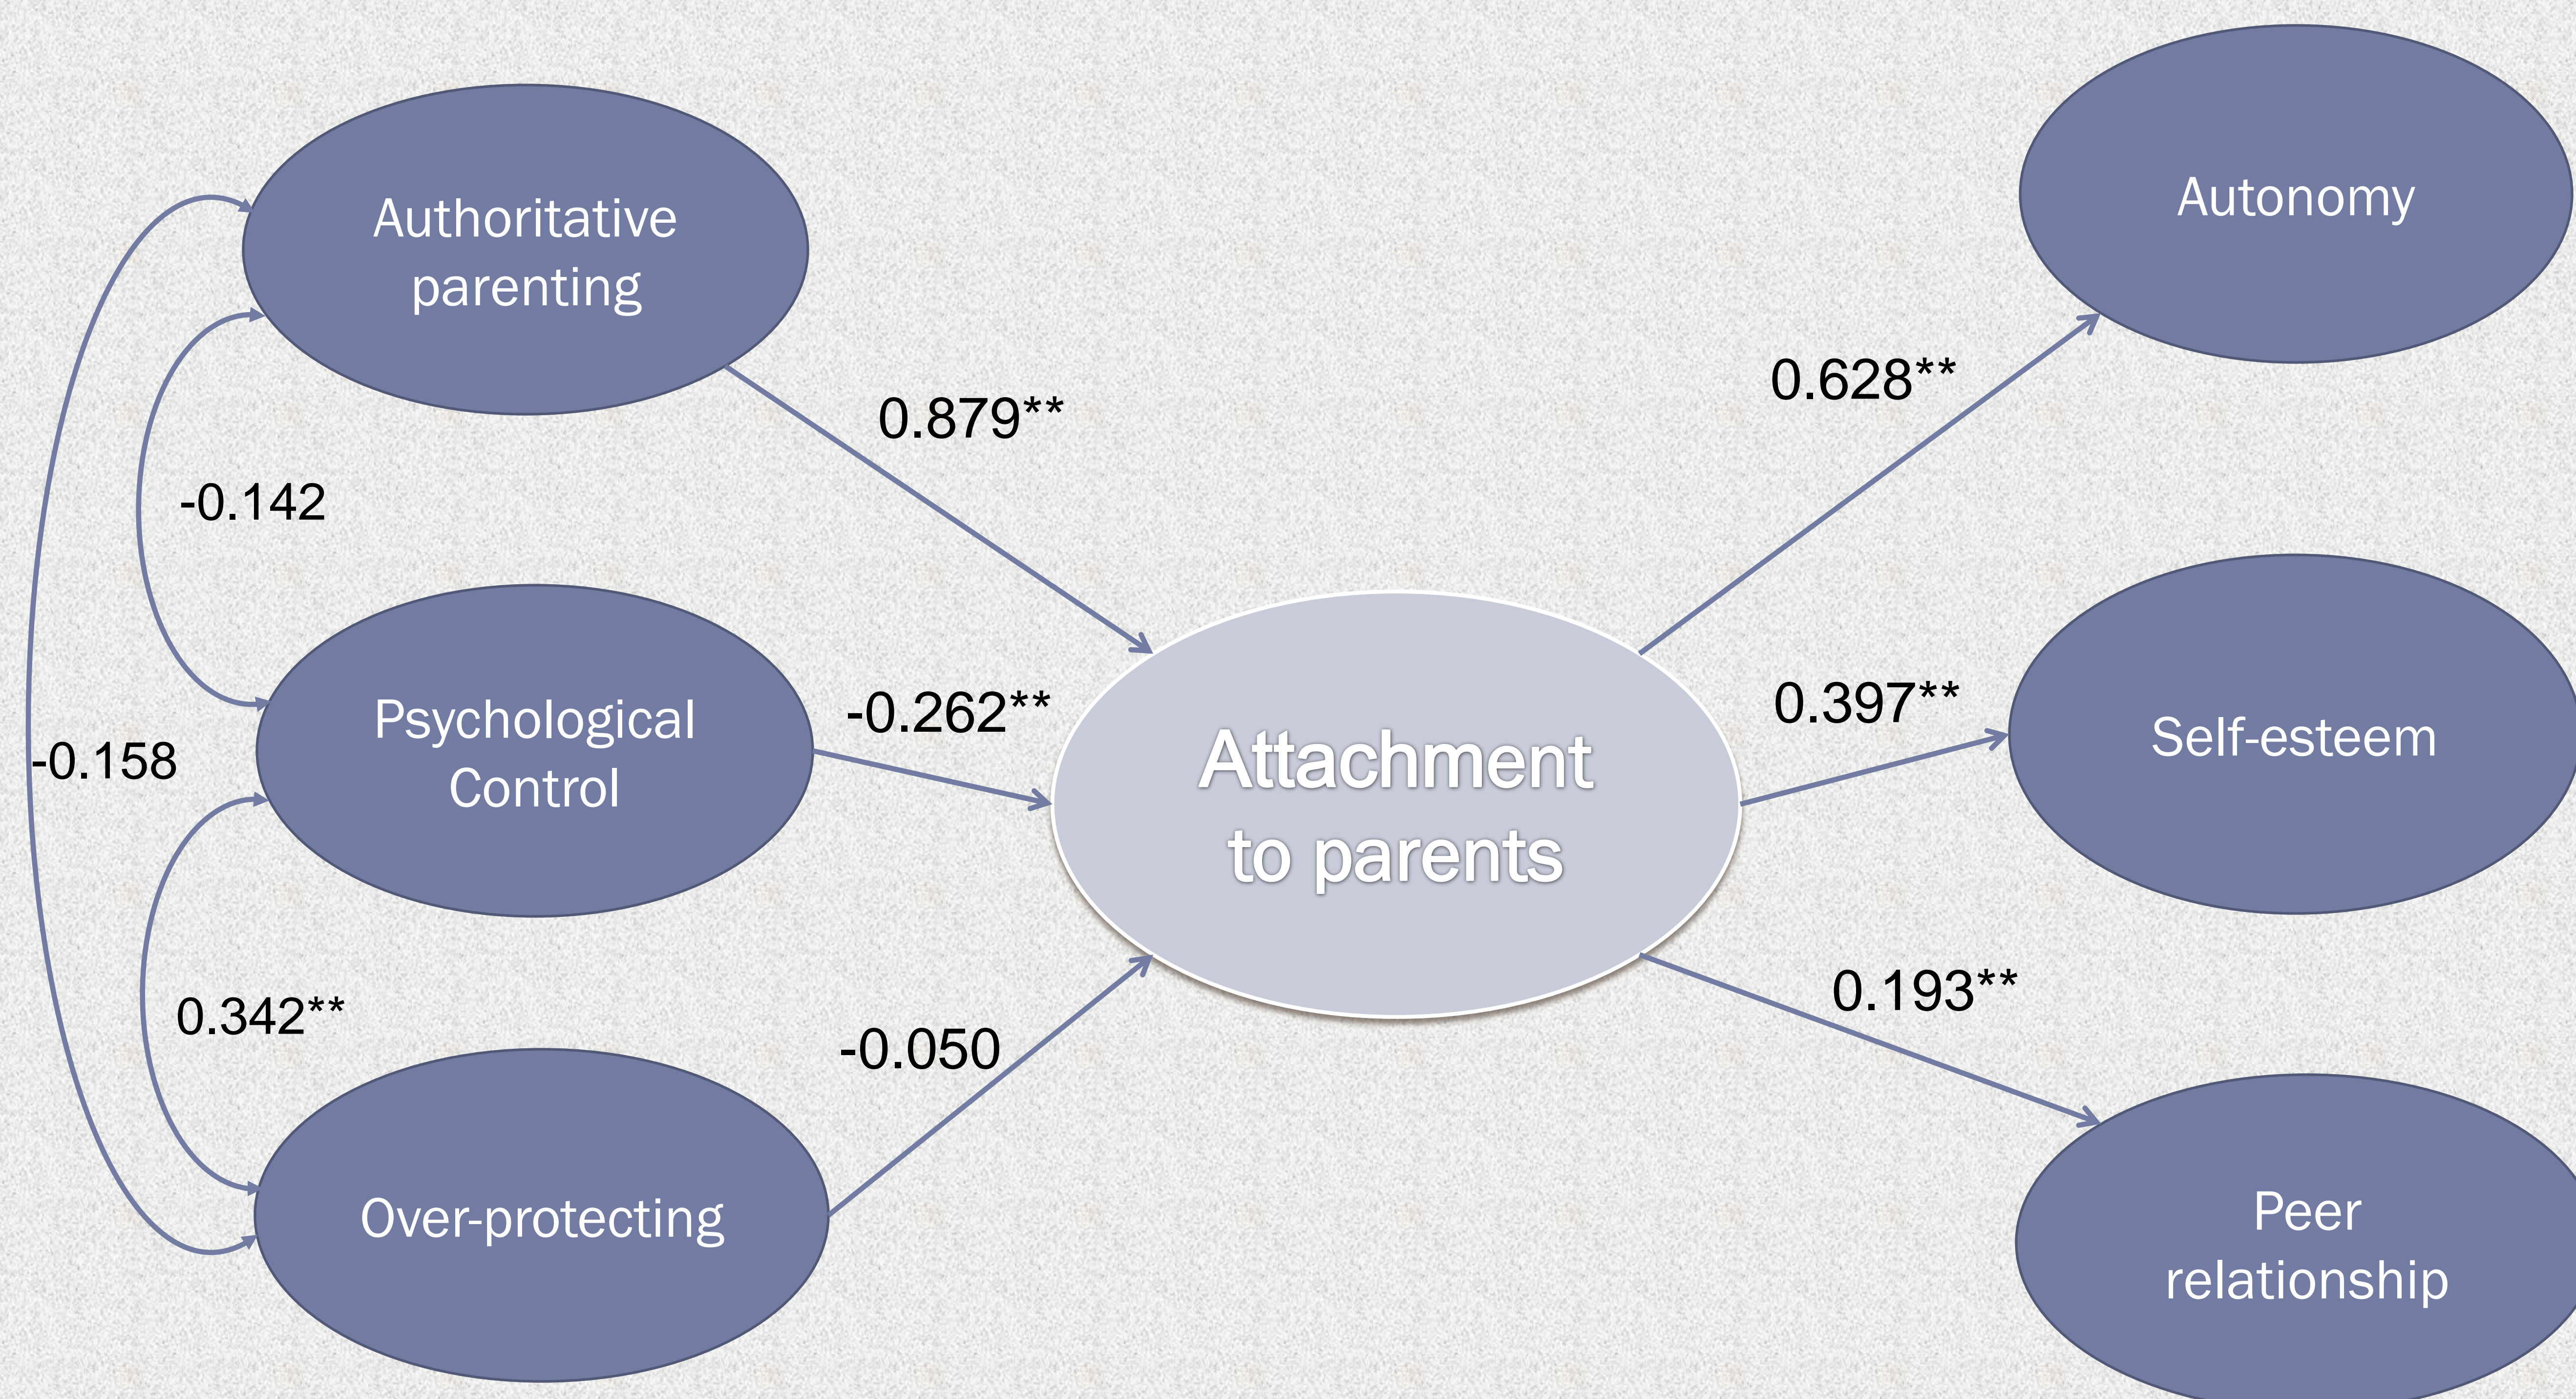 Authoritative
parenting
Autonomy
0.628**
0.879**
-0.142
Psychological
Control
-0.262**
Attachment
to parents
0.397**
Self-esteem
-0.158
0.342**
-0.050
0.193**
Over-protecting
Peer
relationship